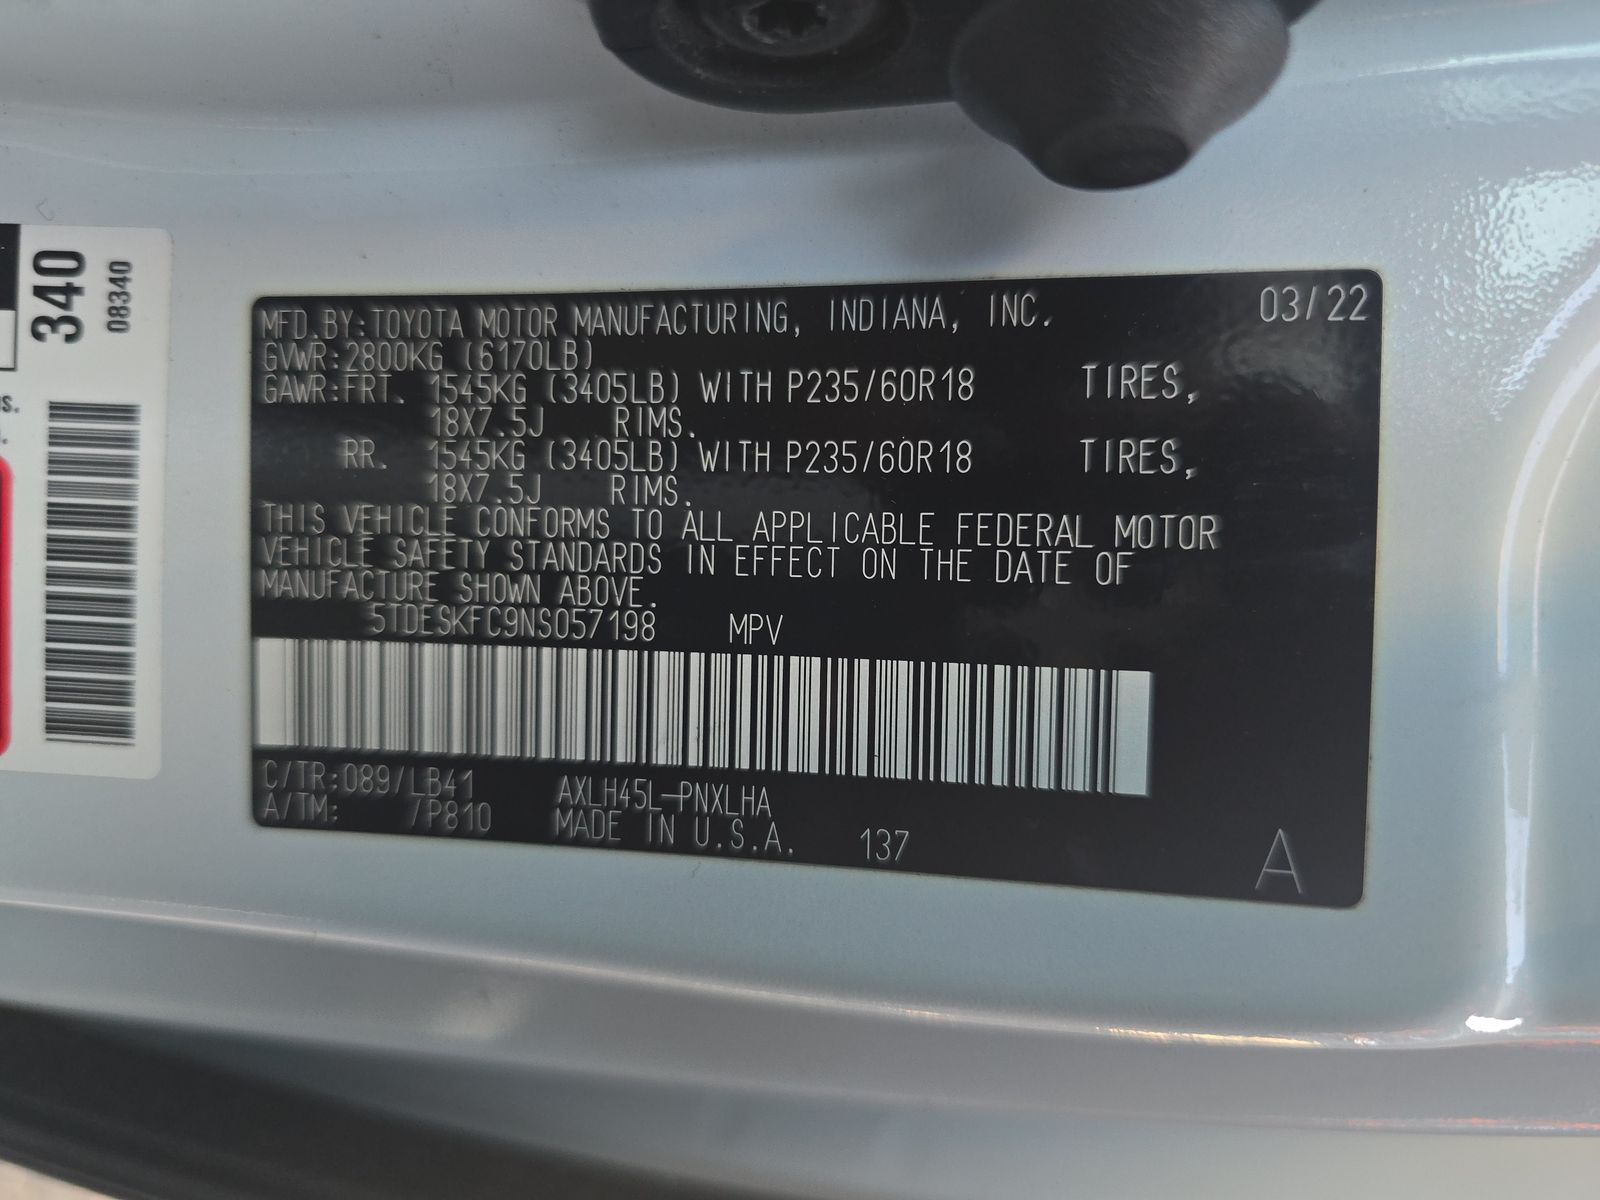 340
08340
MFD.BY:TOYOTA MOTOR MANUFACTURING, INDIANA, INC. 03/22
GVWR:2800KG (6170LB)
GAWR:FRT. 1545KG (3405LB) WITH P235/60R18 TIRES,
18X7.5J RIMS.
RR. 1545KG (3405LB) WITH P235/60R18 TIRES,
18X7.5J RIMS.
THIS VEHICLE CONFORMS TO ALL APPLICABLE FEDERAL MOTOR
VEHICLE SAFETY STANDARDS IN EFFECT ON THE DATE OF
MANUFACTURE SHOWN ABOVE.
5TDESKFC9NS057198 MPV
C/TR:089/LB41 AXLH45L-PNXLHA
A/TM: /P810 MADE IN U.S.A. 137
A